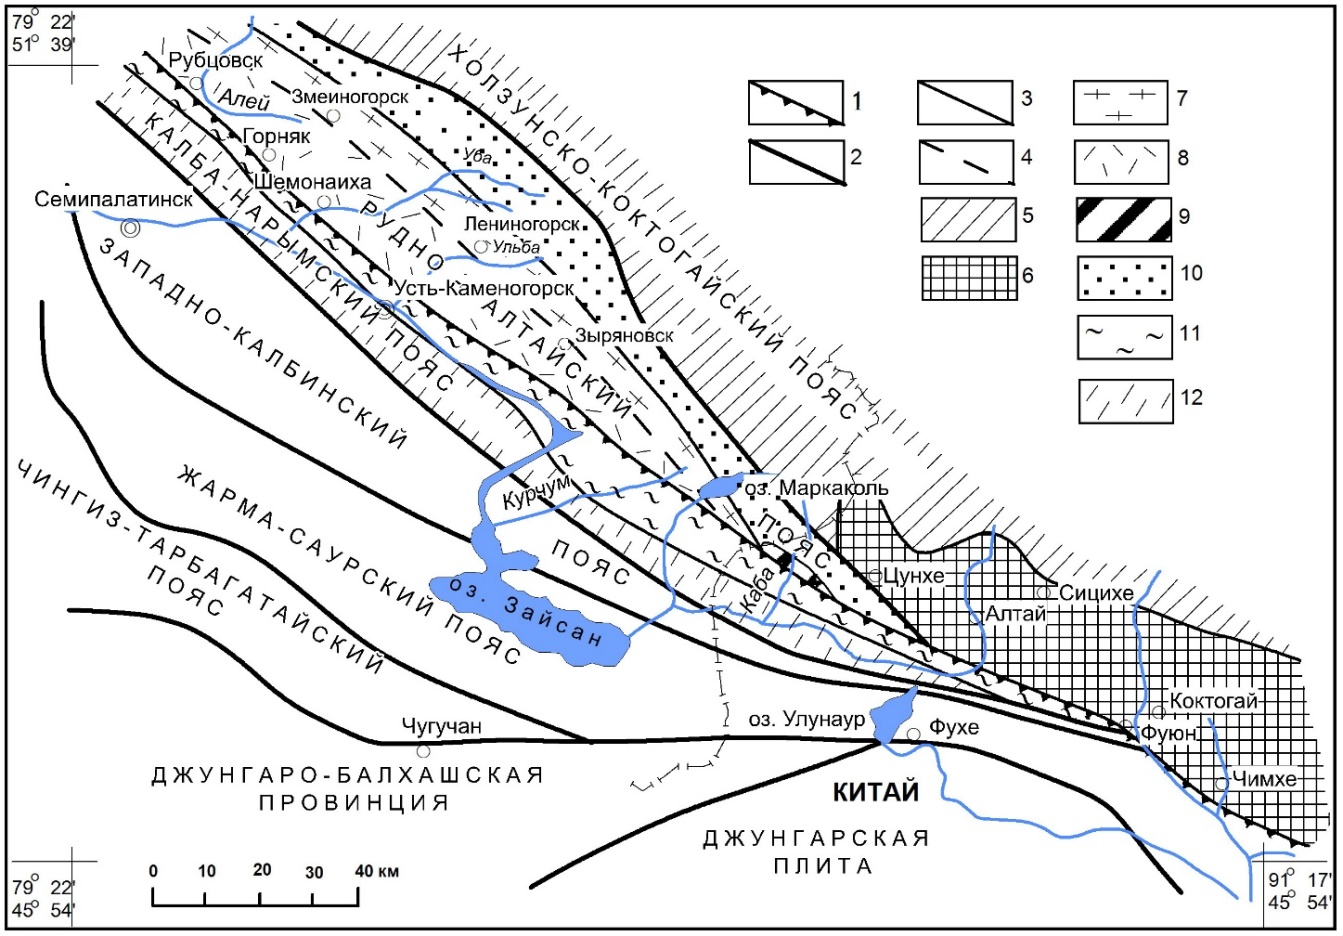 79° 22'
51° 39'
ХОЛЗУНСКО-КОКТОГАЙСКИЙ ПОЯС
Рубцовск
Алей
Змеиногорск
Горняк
Уба
Шемонаиха
КАЛБА-НАРЫМСКИЙ ПОЯС
Семипалатинск
РУДНО
АЛТАЙСКИЙ
ПОЯС
Лениногорск
Ульба
Усть-Каменогорск
ЗАПАДНО-КАЛБИНСКИЙ
ПОЯС
Зыряновск
Курчум
оз. Маркаколь
ЖАРМА-САУРСКИЙ ПОЯС
ЧИНГИЗ-ТАРБАГАТАЙСКИЙ
ПОЯС
оз. Зайсан
Каба
Цунхе
Сицихе
Алтай
Коктогай
Фуюн
Чимхе
оз. Улунаур
Фухе
Чугучан
ДЖУНГАРО-БАЛХАШСКАЯ
ПРОВИНЦИЯ
КИТАЙ
ДЖУНГАРСКАЯ
ПЛИТА
1
2
3
4
5
6
7
8
9
10
11
12
0 10 20 30 40 км
79° 22'
45° 54'
91° 17'
45° 54'